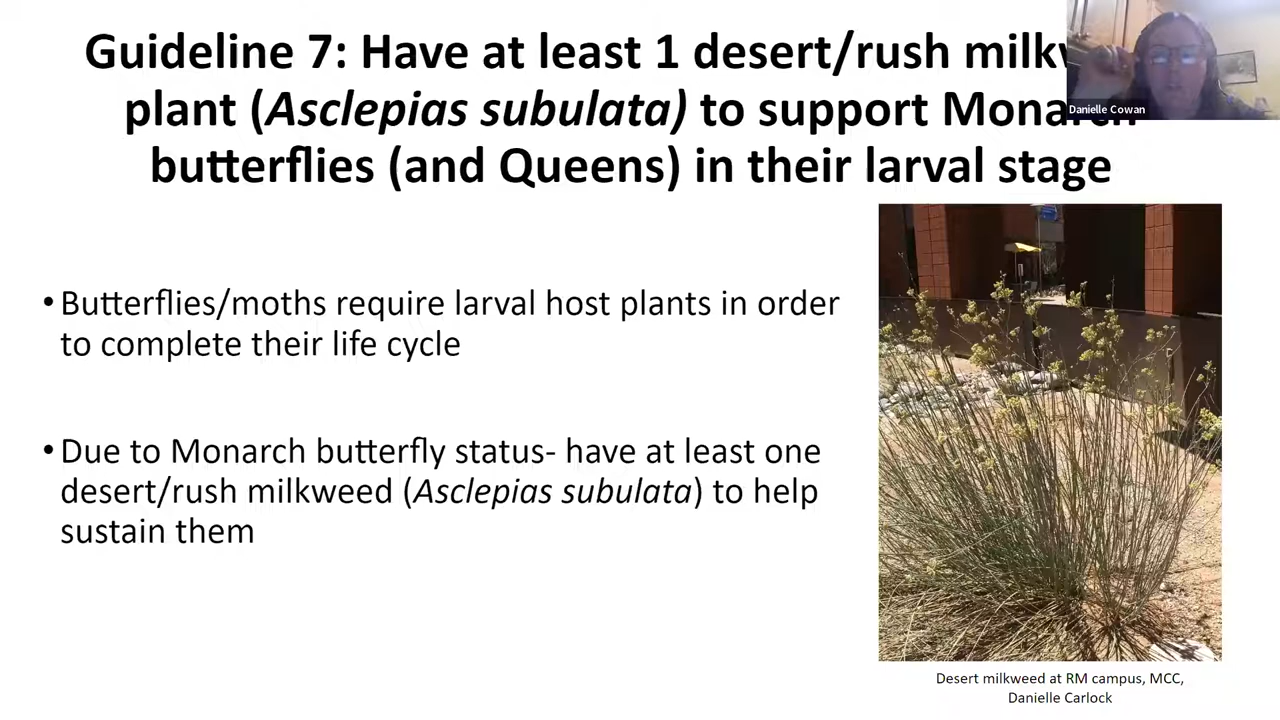 Guideline 7: Have at least 1 desert/rush
plant (Asclepias subulata) to support Monarch
butterflies (and Queens) in their larval stage
Danielle Cowan
• Butterflies/moths require larval host plants in order
to complete their life cycle
• Due to Monarch butterfly status- have at least one
desert/rush milkweed (Asclepias subulata) to help
sustain them
Desert milkweed at RM campus, MCC,
Danielle Carlock